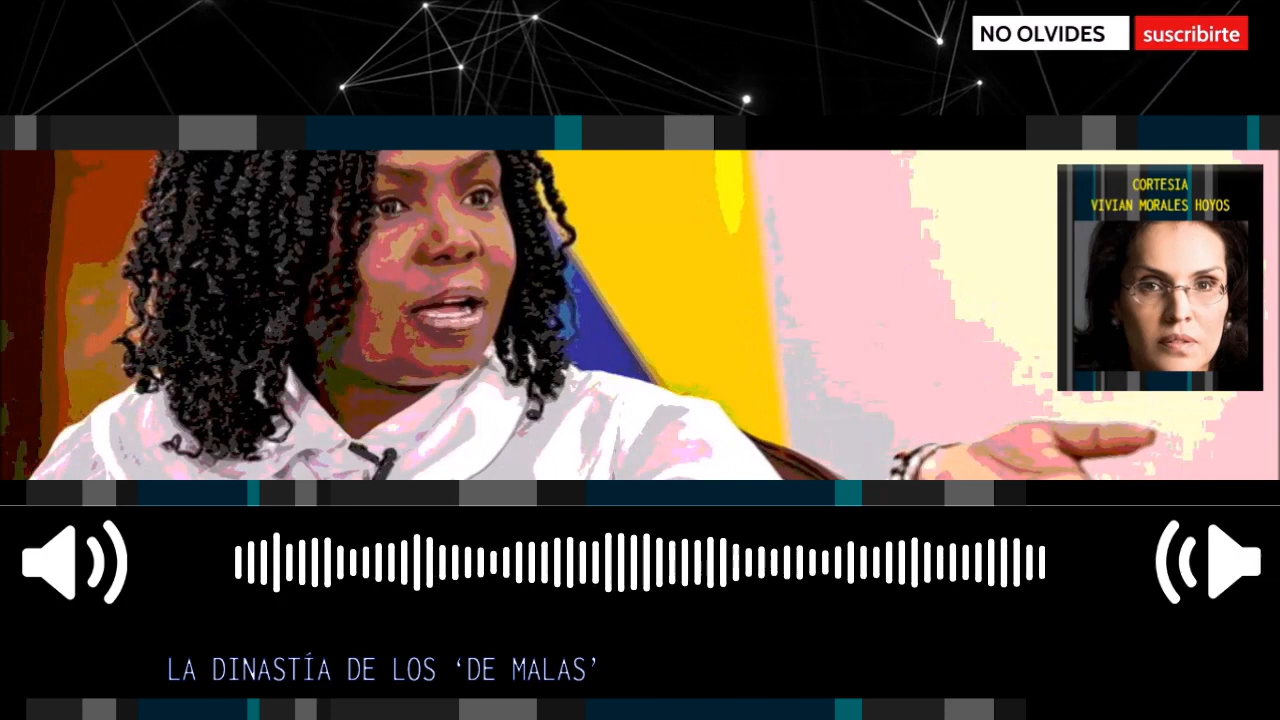 NO OLVIDES suscribirte
CORTESIA
VIVIAN MORALES HOYOS
LA DINASTÍA DE LOS ‘DE MALAS’